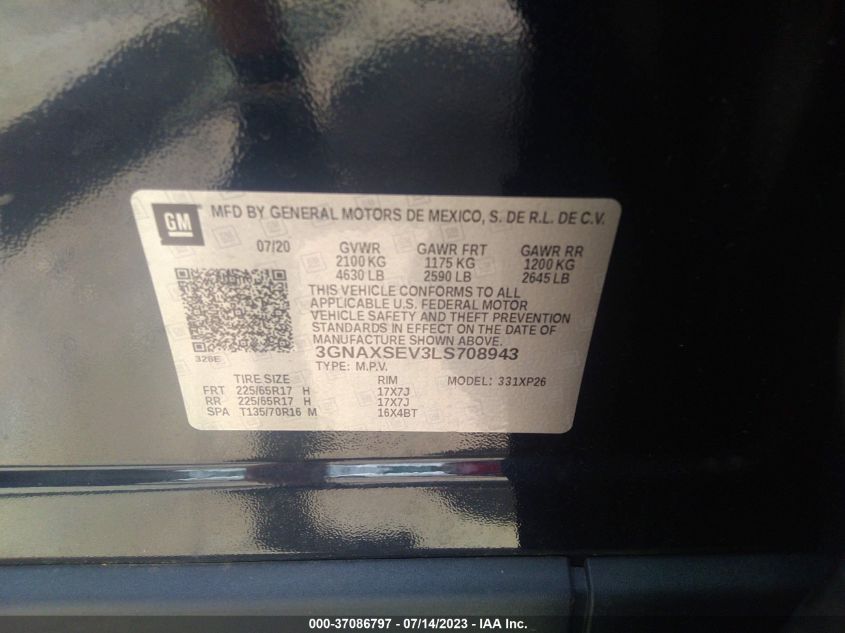 GM
MFD BY GENERAL MOTORS DE MEXICO, S. DE R.L. DE C.V.
07/20 GVWR GAWR FRT GAWR RR
2100 KG 1175 KG 1200 KG
4630 LB 2590 LB 2645 LB
THIS VEHICLE CONFORMS TO ALL
APPLICABLE U.S. FEDERAL MOTOR
VEHICLE SAFETY AND THEFT PREVENTION
STANDARDS IN EFFECT ON THE DATE OF
MANUFACTURE SHOWN ABOVE.
328E 3GNAXSEV3LS708943
TYPE: M.P.V.
TIRE SIZE RIM MODEL: 331XP26
FRT 225/65R17 H 17X7J
RR 225/65R17 H 17X7J
SPA T135/70R16 M 16X4BT
000-37086797 - 07/14/2023 - IAA Inc.